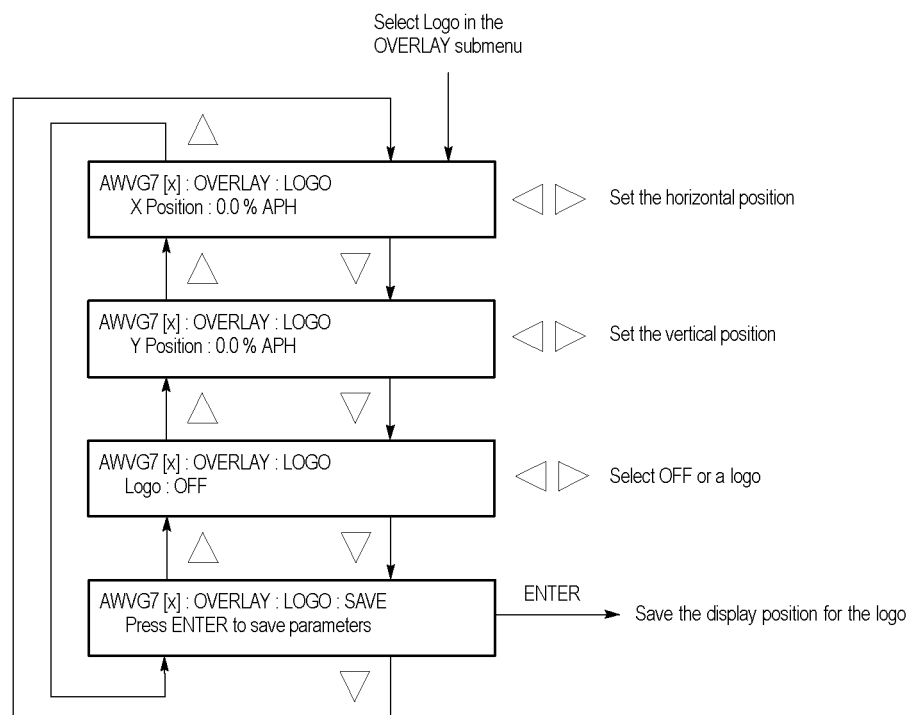 Select Logo in the
OVERLAY submenu
AWVG7 [x] : OVERLAY : LOGO
X Position : 0.0 % APH
Set the horizontal position
AWVG7 [x] : OVERLAY : LOGO
Y Position : 0.0 % APH
Set the vertical position
AWVG7 [x] : OVERLAY : LOGO
Logo : OFF
Select OFF or a logo
AWVG7 [x] : OVERLAY : LOGO : SAVE
Press ENTER to save parameters
ENTER
Save the display position for the logo